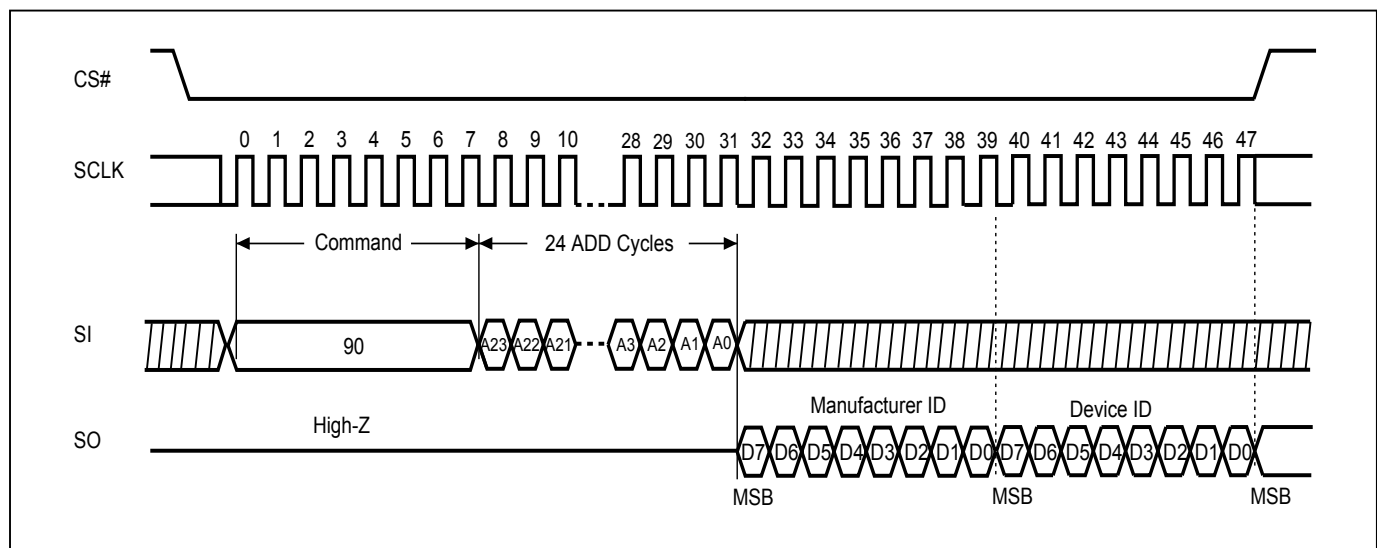 CS#
0 1 2 3 4 5 6 7 8 9 10 28 29 30 31 32 33 34 35 36 37 38 39 40 41 42 43 44 45 46 47
SCLK
Command 24 ADD Cycles
SI 90 A23 A22 A21 A3 A2 A1 A0
Manufacturer ID Device ID
High-Z
SO D7 D6 D5 D4 D3 D2 D1 D0 D7 D6 D5 D4 D3 D2 D1 D0
MSB MSB MSB